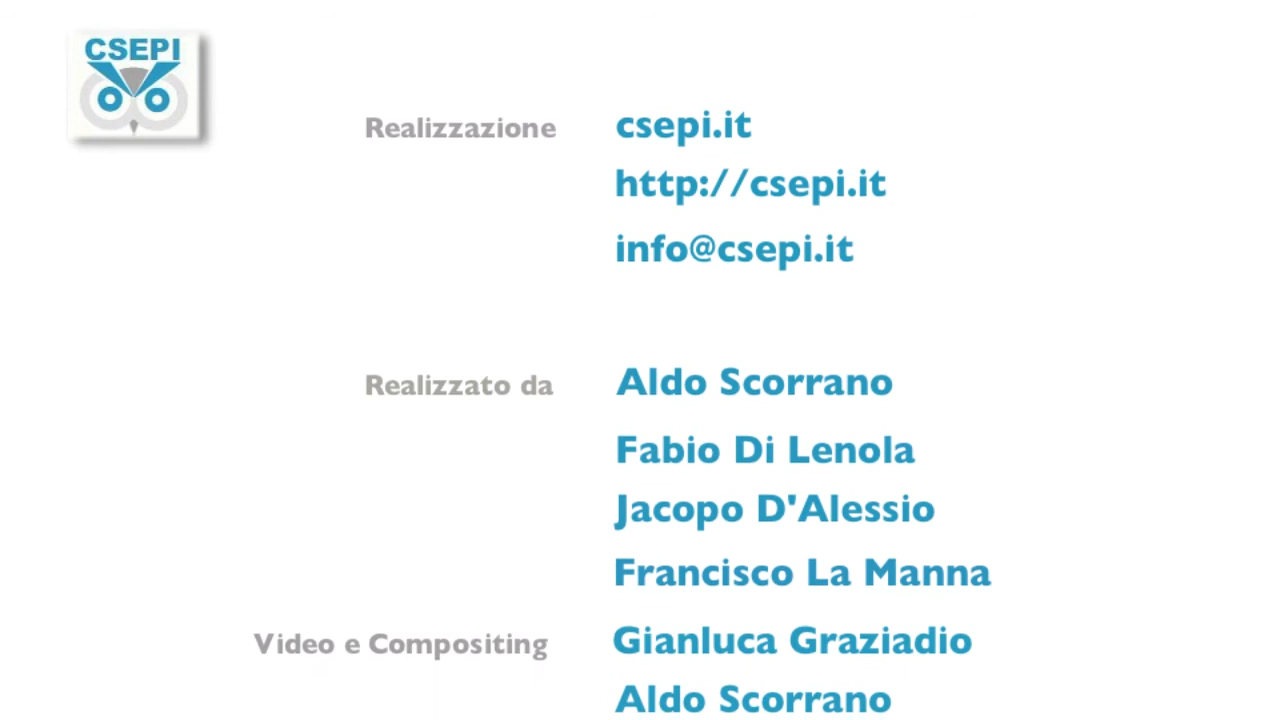 CSEPI
Realizzazione csepi.it
http://csepi.it
info@csepi.it
Realizzato da Aldo Scorrano
Fabio Di Lenola
Jacopo D'Alessio
Francisco La Manna
Video e Compositing Gianluca Graziadio
Aldo Scorrano